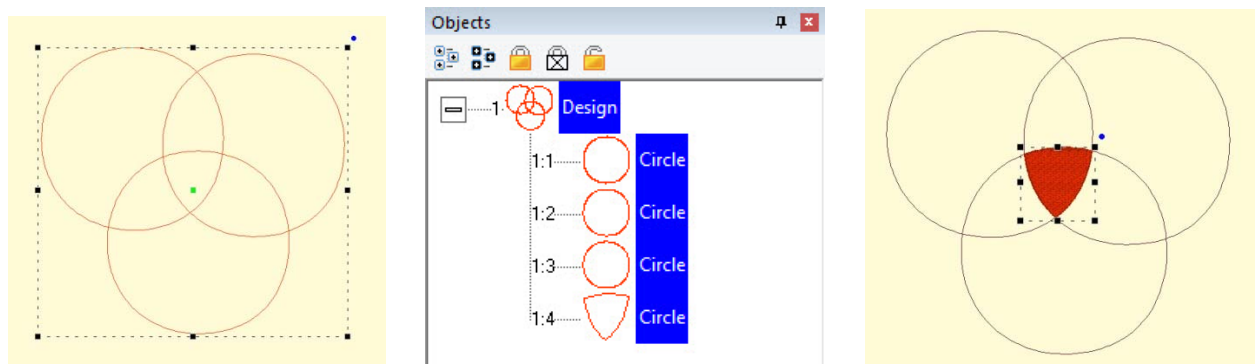 Objects
1 Design
1:1 Circle
1:2 Circle
1:3 Circle
1:4 Circle